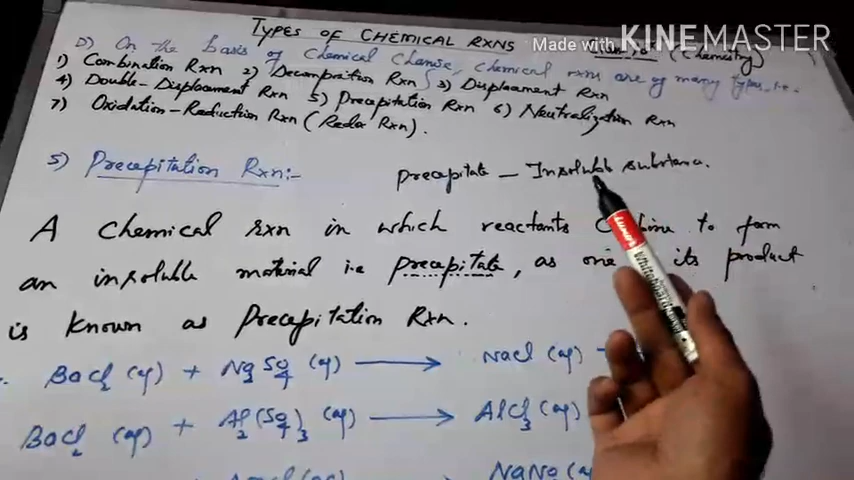 TYPES OF CHEMICAL RXNS
Made with KINEMASTER
(Chemistry)
D) On the basis of chemical change, chemical rxns are of many types. i.e
1) Combination Rxn 2) Decomposition Rxn 3) Displacement Rxn
4) Double-Displacement Rxn 5) Precipitation Rxn 6) Neutralization Rxn
7) Oxidation-Reduction Rxn (Redox Rxn).
5) Precipitation Rxn:- precipitate — Insoluble substance.
A chemical rxn in which reactants to form
an insoluble material i.e precipitate, as one its product
is known as Precipitation Rxn.
BaCl2 (aq) + Na2SO4 (aq) → NaCl (aq) +
BaCl2 (aq) + Al2(SO4)3 (aq) → AlCl3 (aq)